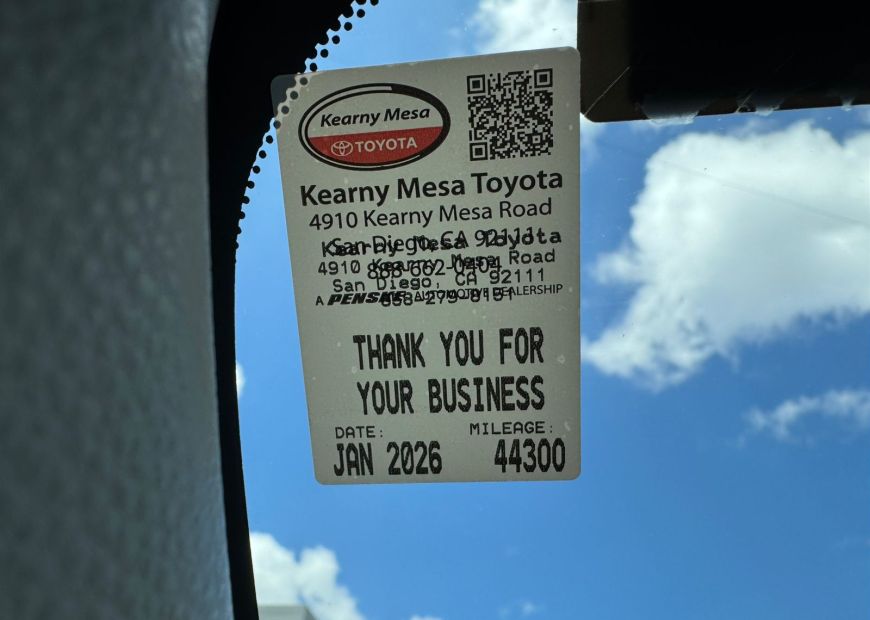 Kearny Mesa
TOYOTA
Kearny Mesa Toyota
4910 Kearny Mesa Road
San Diego, CA 92111
Kearny Mesa Toyota
4910 Kearny Mesa Road
San Diego, CA 92111
A PENSKE AUTOMOTIVE DEALERSHIP
THANK YOU FOR
YOUR BUSINESS
DATE: MILEAGE:
JAN 2026 44300